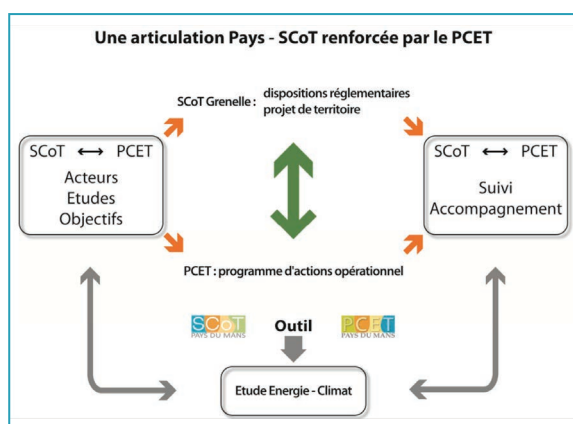 Une articulation Pays - SCoT renforcée par le PCET
SCoT Grenelle : dispositions réglementaires
projet de territoire
SCoT ↔ PCET
Acteurs
Etudes
Objectifs
SCoT ↔ PCET
Suivi
Accompagnement
PCET : programme d'actions opérationnel
SCoT
PAYS DU MANS
Outil
PCET
PAYS DU MANS
Etude Energie - Climat